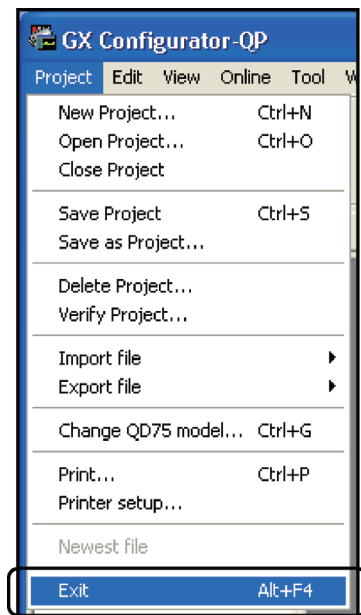 GX Configurator-QP
Project Edit View Online Tool W
New Project... Ctrl+N
Open Project... Ctrl+O
Close Project
Save Project Ctrl+S
Save as Project...
Delete Project...
Verify Project...
Import file
Export file
Change QD75 model... Ctrl+G
Print... Ctrl+P
Printer setup...
Newest file
Exit Alt+F4